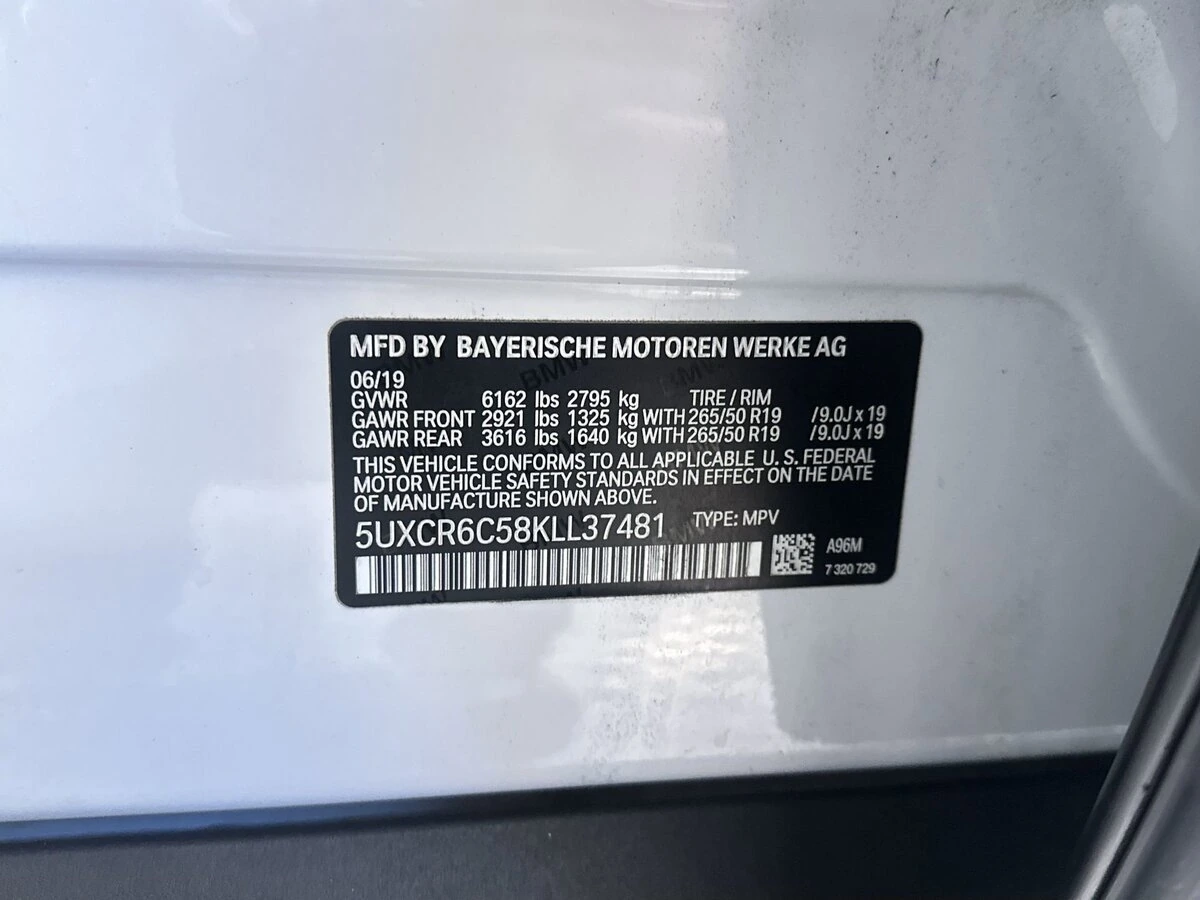 MFD BY BAYERISCHE MOTOREN WERKE AG
06/19
GVWR 6162 lbs 2795 kg TIRE / RIM
GAWR FRONT 2921 lbs 1325 kg WITH 265/50 R19 /9.0J x 19
GAWR REAR 3616 lbs 1640 kg WITH 265/50 R19 /9.0J x 19
THIS VEHICLE CONFORMS TO ALL APPLICABLE U. S. FEDERAL
MOTOR VEHICLE SAFETY STANDARDS IN EFFECT ON THE DATE
OF MANUFACTURE SHOWN ABOVE.
5UXCR6C58KLL37481 TYPE: MPV
A96M
7 320 729